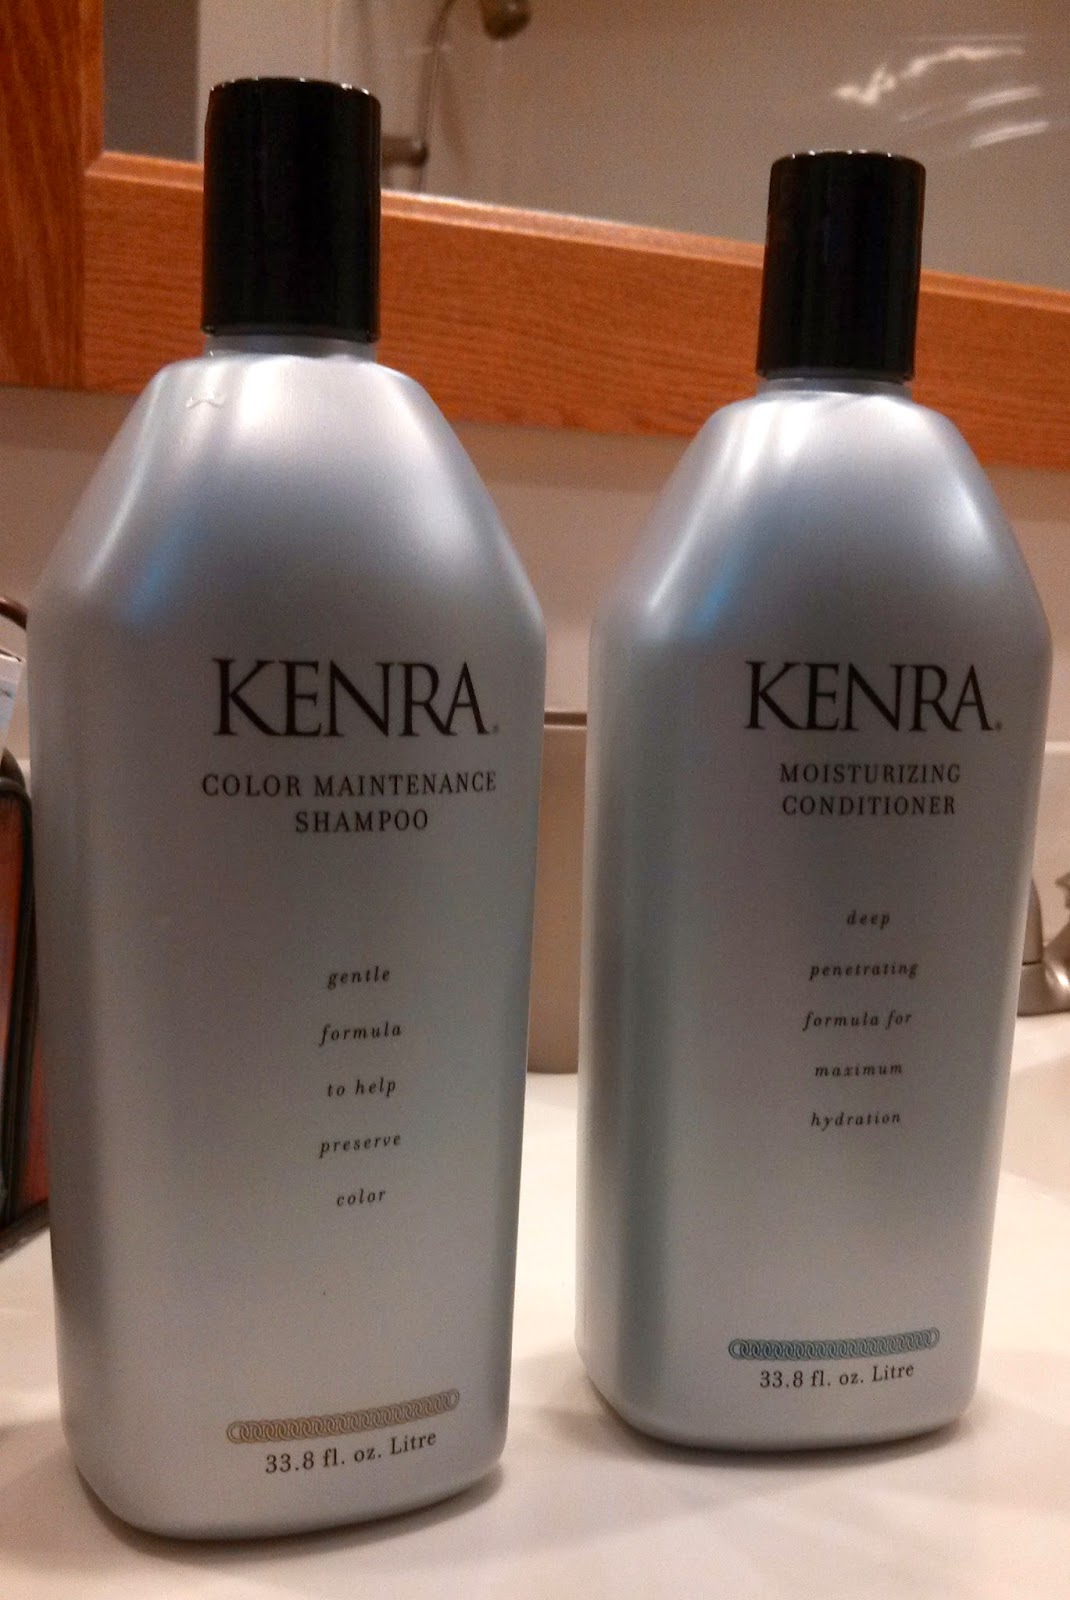 KENRA®
COLOR MAINTENANCE
SHAMPOO
gentle
formula
to help
preserve
color
33.8 fl. oz. Litre
KENRA®
MOISTURIZING
CONDITIONER
deep
penetrating
formula for
maximum
hydration
33.8 fl. oz. Litre